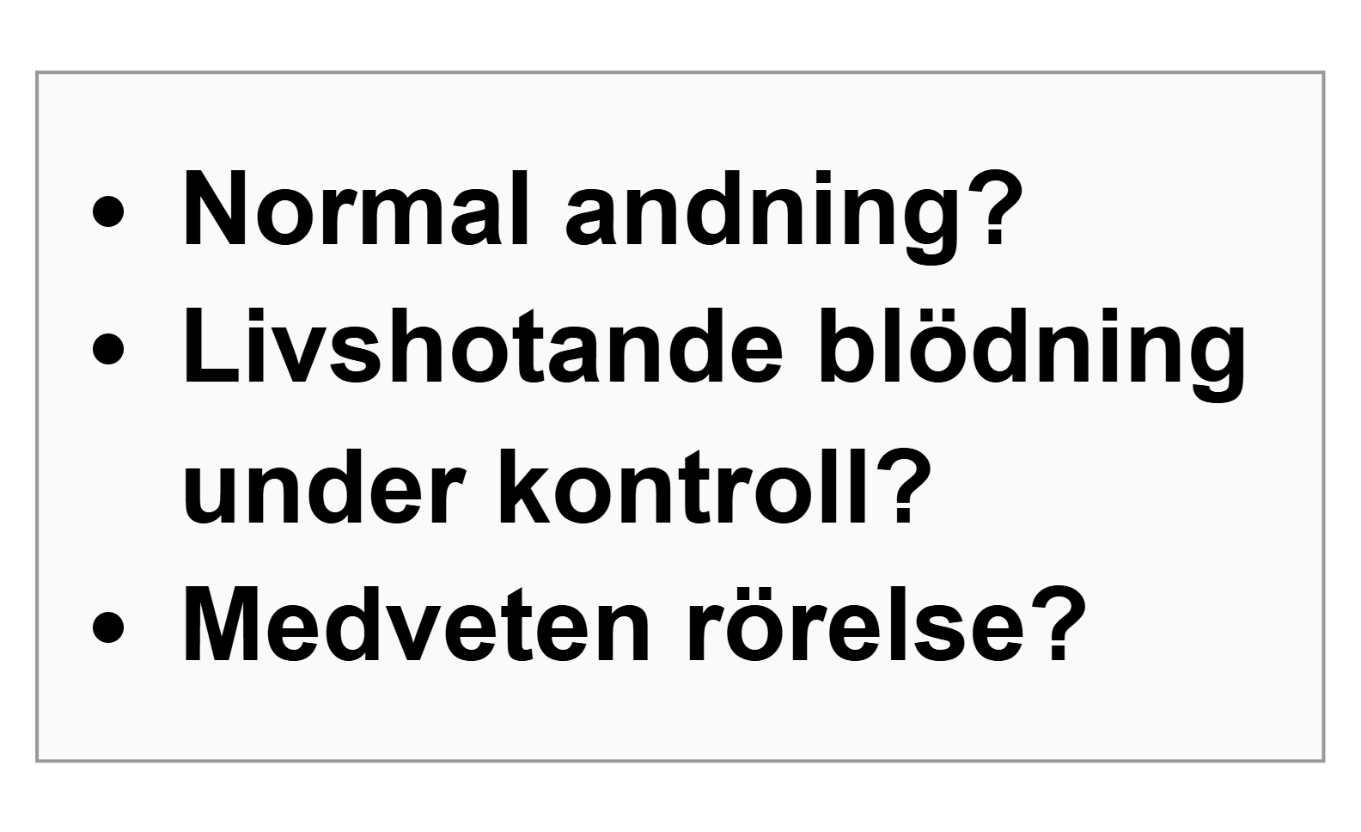 • Normal andning?
• Livshotande blödning
under kontroll?
• Medveten rörelse?